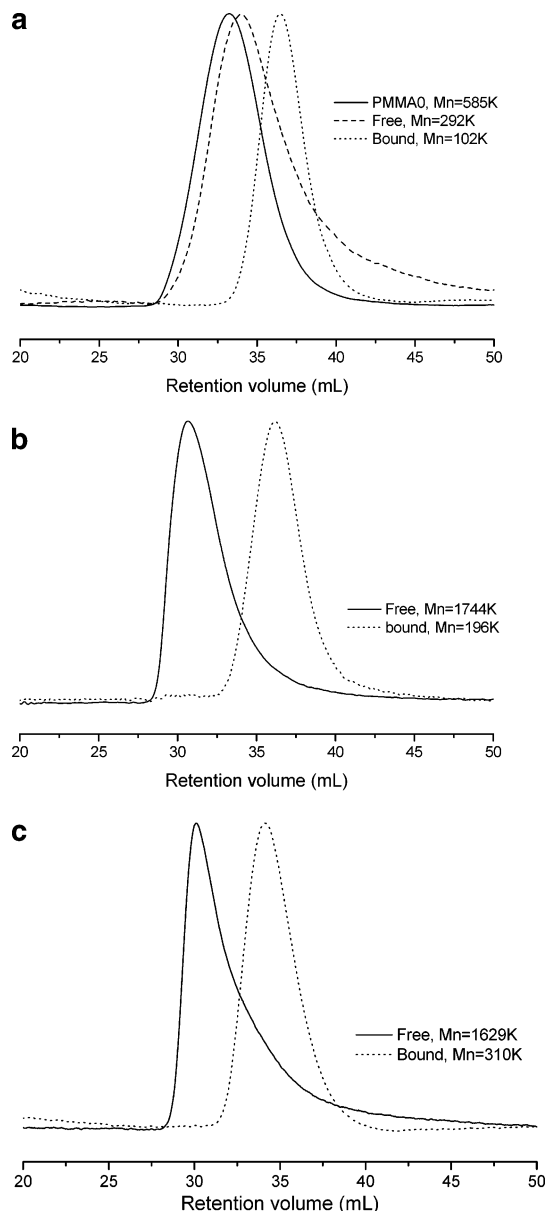 a
PMMA0, Mn=585K
Free, Mn=292K
Bound, Mn=102K
20 25 30 35 40 45 50
Retention volume (mL)
b
Free, Mn=1744K
bound, Mn=196K
20 25 30 35 40 45 50
Retention volume (mL)
c
Free, Mn=1629K
Bound, Mn=310K
20 25 30 35 40 45 50
Retention volume (mL)